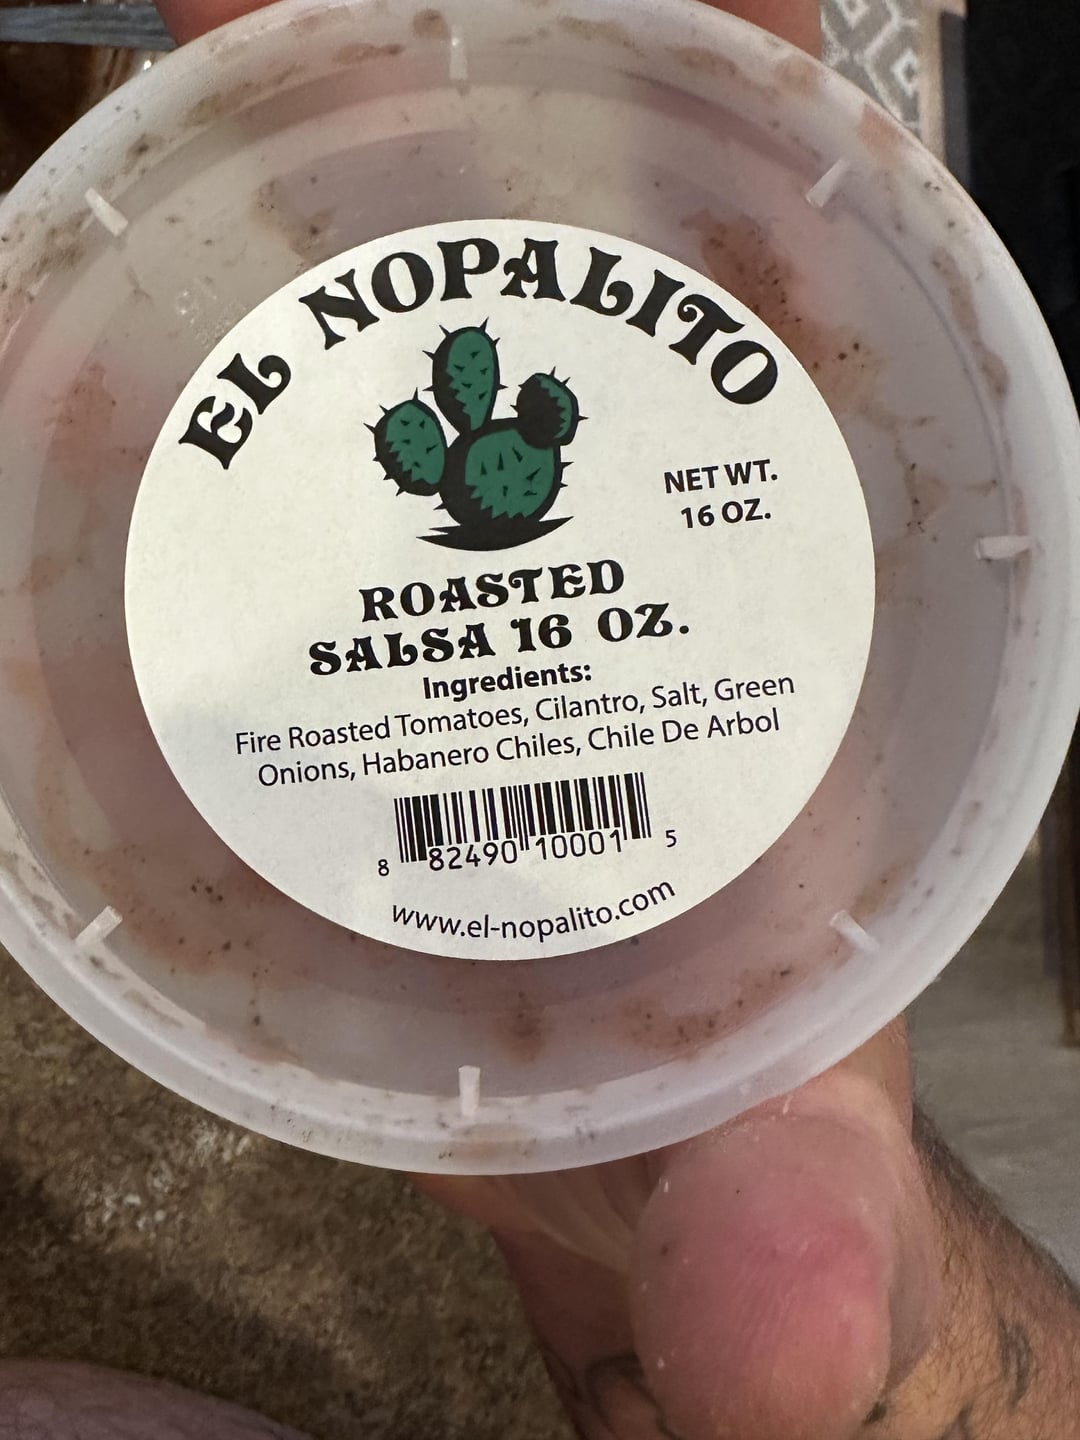 EL NOPALITO
NET WT.
16 OZ.
ROASTED
SALSA 16 OZ.
Ingredients:
Fire Roasted Tomatoes, Cilantro, Salt, Green
Onions, Habanero Chiles, Chile De Arbol
8 82490 10001 5
www.el-nopalito.com